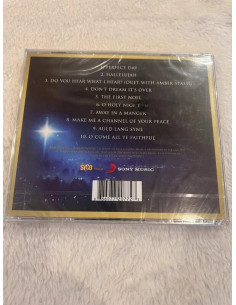 1. PERFECT DAY
2. HALLELUJAH
3. DO YOU HEAR WHAT I HEAR? (DUET WITH AMBER STASSI)
4. DON'T DREAM IT'S OVER
5. THE FIRST NOEL
6. O HOLY NIGHT
7. AWAY IN A MANGER
8. MAKE ME A CHANNEL OF YOUR PEACE
9. AULD LANG SYNE
10. O COME ALL YE FAITHFUL
SYCO
SONY MUSIC